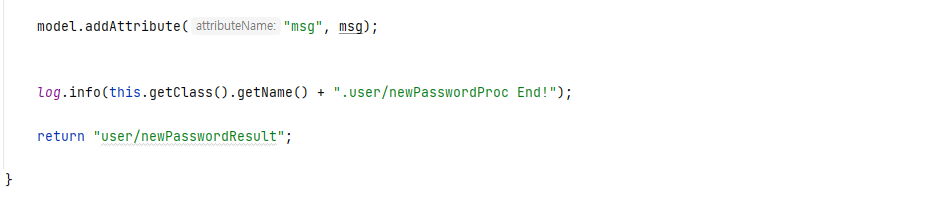 model.addAttribute( attributeName: "msg", msg);
log.info(this.getClass().getName() + ".user/newPasswordProc End!");
return "user/newPasswordResult";
}